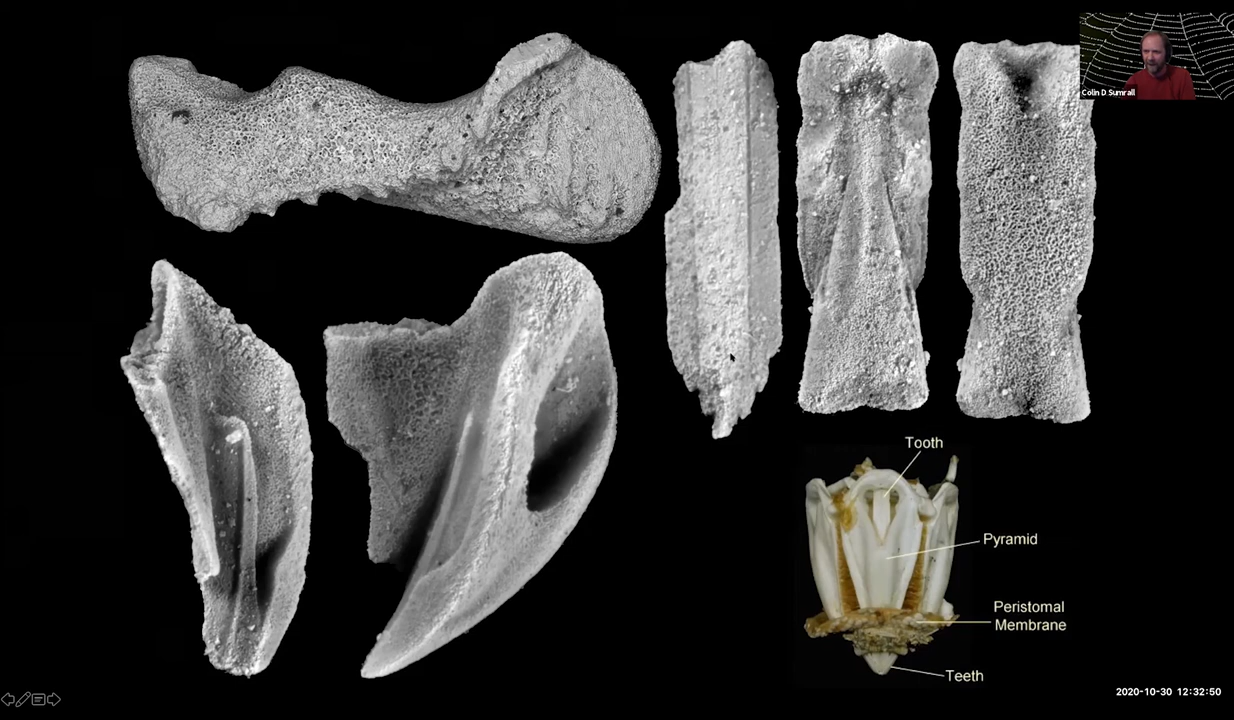 Colin D Sumrall
Tooth
Pyramid
Peristomal
Membrane
Teeth
2020-10-30 12:32:50